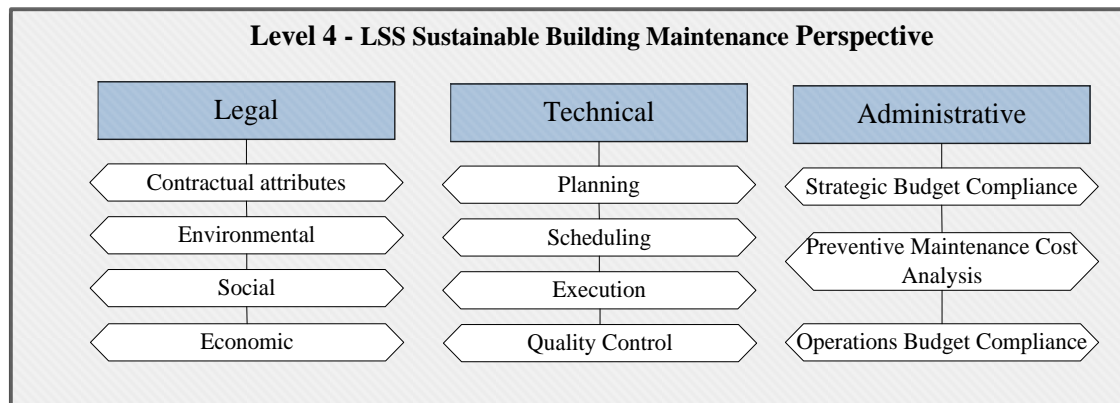 Level 4 - LSS Sustainable Building Maintenance Perspective
Legal
Contractual attributes
Environmental
Social
Economic
Technical
Planning
Scheduling
Execution
Quality Control
Administrative
Strategic Budget Compliance
Preventive Maintenance Cost
Analysis
Operations Budget Compliance